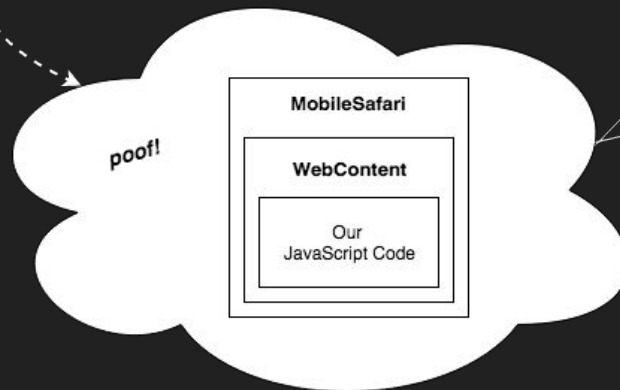 MobileSafari
poof!
WebContent
Our
JavaScript Code